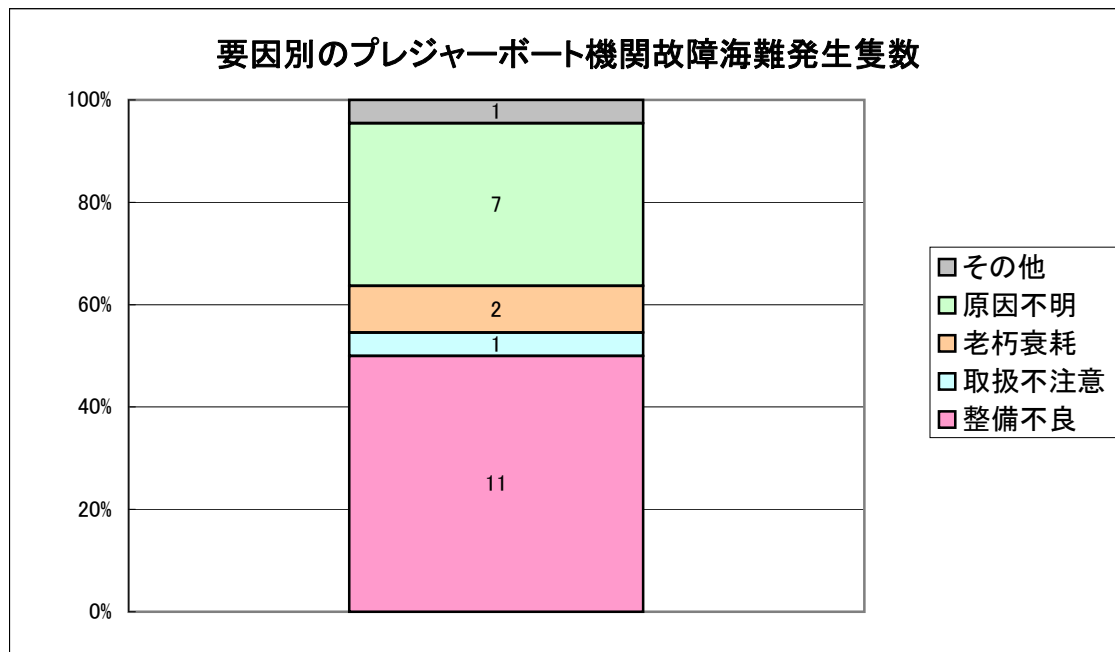 要因別のプレジャーボート機関故障海難発生隻数
100%
80%
60%
40%
20%
0%
1
7
2
1
11
その他
原因不明
老朽衰耗
取扱不注意
整備不良